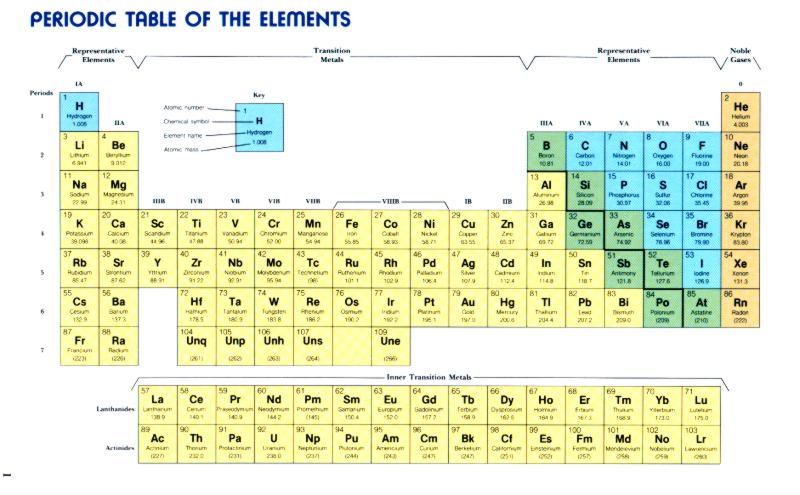 PERIODIC TABLE OF THE ELEMENTS
Representative Elements
Transition Metals
Representative Elements
Noble Gases
IA
0
Periods
Key
1
1 H Hydrogen 1.008
2 He Helium 4.003
Atomic number 1
Chemical symbol H
Element name Hydrogen
Atomic mass 1.008
IIA
IIIA IVA VA VIA VIIA
2
3 Li Lithium 6.941
4 Be Beryllium 9.012
5 B Boron 10.81
6 C Carbon 12.01
7 N Nitrogen 14.01
8 O Oxygen 16.00
9 F Fluorine 19.00
10 Ne Neon 20.18
3
11 Na Sodium 22.99
12 Mg Magnesium 24.31
13 Al Aluminum 26.98
14 Si Silicon 28.09
15 P Phosphorus 30.97
16 S Sulfur 32.06
17 Cl Chlorine 35.45
18 Ar Argon 39.95
IIIB IVB VB VIB VIIB VIIIB IB IIB
4
19 K Potassium 39.098
20 Ca Calcium 40.08
21 Sc Scandium 44.96
22 Ti Titanium 47.88
23 V Vanadium 50.94
24 Cr Chromium 52.00
25 Mn Manganese 54.94
26 Fe Iron 55.85
27 Co Cobalt 58.93
28 Ni Nickel 58.71
29 Cu Copper 63.55
30 Zn Zinc 65.37
31 Ga Gallium 69.72
32 Ge Germanium 72.59
33 As Arsenic 74.92
34 Se Selenium 78.96
35 Br Bromine 79.90
36 Kr Krypton 83.80
5
37 Rb Rubidium 85.47
38 Sr Strontium 87.62
39 Y Yttrium 88.91
40 Zr Zirconium 91.22
41 Nb Niobium 92.91
42 Mo Molybdenum 95.94
43 Tc Technetium (98)
44 Ru Ruthenium 101.1
45 Rh Rhodium 102.9
46 Pd Palladium 106.4
47 Ag Silver 107.9
48 Cd Cadmium 112.4
49 In Indium 114.8
50 Sn Tin 118.7
51 Sb Antimony 121.8
52 Te Tellurium 127.6
53 I Iodine 126.9
54 Xe Xenon 131.3
6
55 Cs Cesium 132.9
56 Ba Barium 137.3
72 Hf Hafnium 178.5
73 Ta Tantalum 180.9
74 W Tungsten 183.8
75 Re Rhenium 186.2
76 Os Osmium 190.2
77 Ir Iridium 192.2
78 Pt Platinum 195.1
79 Au Gold 197.0
80 Hg Mercury 200.6
81 Tl Thallium 204.4
82 Pb Lead 207.2
83 Bi Bismuth 209.0
84 Po Polonium (209)
85 At Astatine (210)
86 Rn Radon (222)
7
87 Fr Francium (223)
88 Ra Radium (226)
104 Unq (261)
105 Unp (262)
106 Unh (263)
107 Uns (264)
109 Une (266)
Inner Transition Metals
Lanthanides
57 La Lanthanum 138.9
58 Ce Cerium 140.1
59 Pr Praseodymium 140.9
60 Nd Neodymium 144.2
61 Pm Promethium (145)
62 Sm Samarium 150.4
63 Eu Europium 152.0
64 Gd Gadolinium 157.2
65 Tb Terbium 158.9
66 Dy Dysprosium 162.5
67 Ho Holmium 164.9
68 Er Erbium 167.3
69 Tm Thulium 168.9
70 Yb Ytterbium 173.0
71 Lu Lutetium 175.0
Actinides
89 Ac Actinium (227)
90 Th Thorium 232.0
91 Pa Uranium (231)
92 U Uranium 238.0
93 Np Neptunium (237)
94 Pu Plutonium (244)
95 Am Americium (243)
96 Cm Curium (247)
97 Bk Berkelium (247)
98 Cf Californium (251)
99 Es Einsteinium (252)
100 Fm Fermium (257)
101 Md Mendelevium (258)
102 No Nobelium (259)
103 Lr Lawrencium (260)